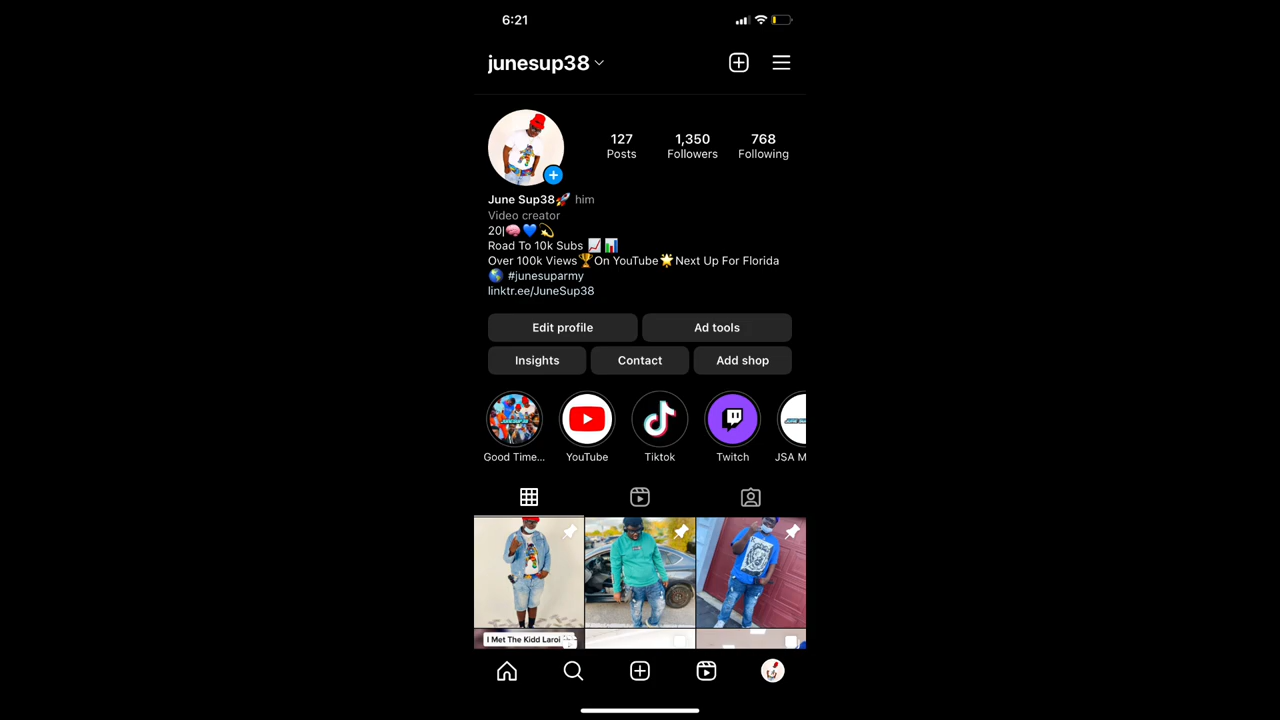 6:21
junesup38
127 1,350 768
Posts Followers Following
June Sup38🚀 him
Video creator
20|🧠💙💫
Road To 10k Subs 📈📊
Over 100k Views🏆On YouTube🌟Next Up For Florida
🌎 #junesuparmy
linktr.ee/JuneSup38
Edit profile Ad tools
Insights Contact Add shop
Good Time... YouTube Tiktok Twitch JSA M
I Met The Kidd Laroi